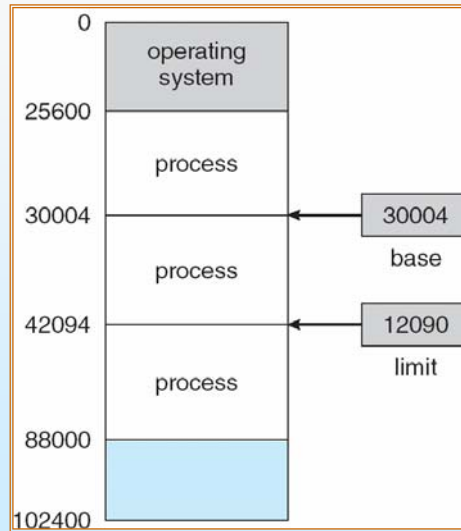 0
operating
system
25600
process
30004
30004
base
process
42094
12090
limit
process
88000
102400